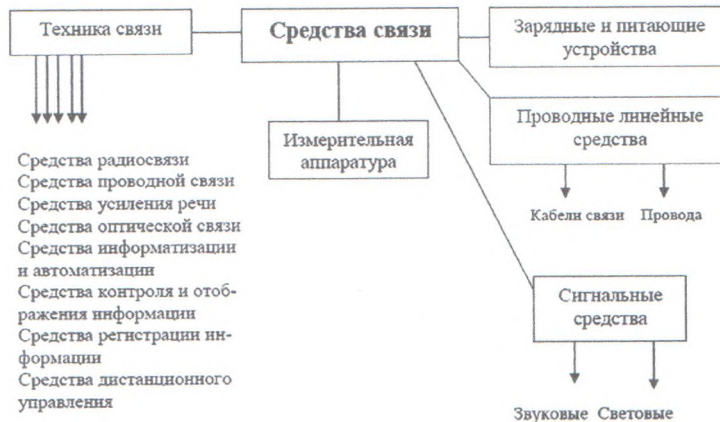 Техника связи
Средства связи
Зарядные и питающие
устройства
Измерительная
аппаратура
Проводные линейные
средства
Кабели связи Провода
Средства радиосвязи
Средства проводной связи
Средства усиления речи
Средства оптической связи
Средства информатизации
и автоматизации
Средства контроля и отоб-
ражения информации
Средства регистрации ин-
формации
Средства дистанционного
управления
Сигнальные
средства
Звуковые Световые